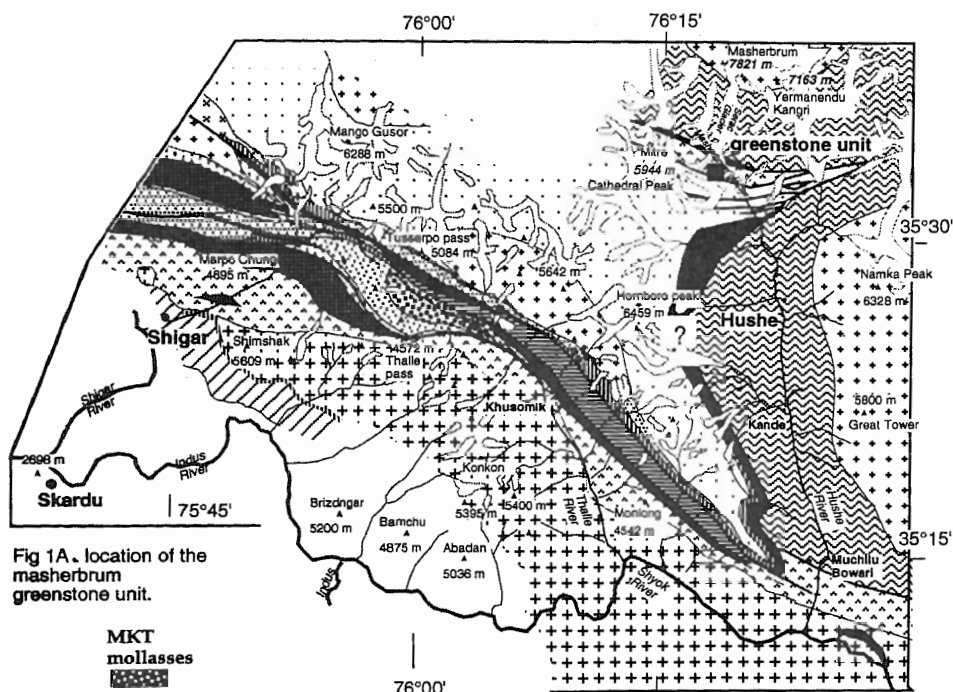 76°00'
76°15'
Masherbrum
7821 m
7163 m
Yermanendu
Kangri
greenstone unit
Mitre
5944 m
Cathedral Peak
Mango Gusor
6288 m
5500 m
35°30'
Tusserpo pass
5084 m
5642 m
Namka Peak
6328 m
Marpo Chung
4895 m
Hornboro peak
6459 m
?
Hushe
Shigar
Shimshak
5609 m
4572 m
Thalle
pass
Shigar
River
Khusomik
Kande
5800 m
Great Tower
2898 m
Skardu
Indus
River
Konkon
5395 m
5400 m
Thalle
River
Monlong
4542 m
Hushe
River
75°45'
Brizdngar
5200 m
Bamchu
4875 m
Abadan
5036 m
35°15'
Muchilu
Bowari
Shyok
River
Indus
Fig 1A. location of the
masherbrum
greenstone unit.
MKT
mollasses
76°00'